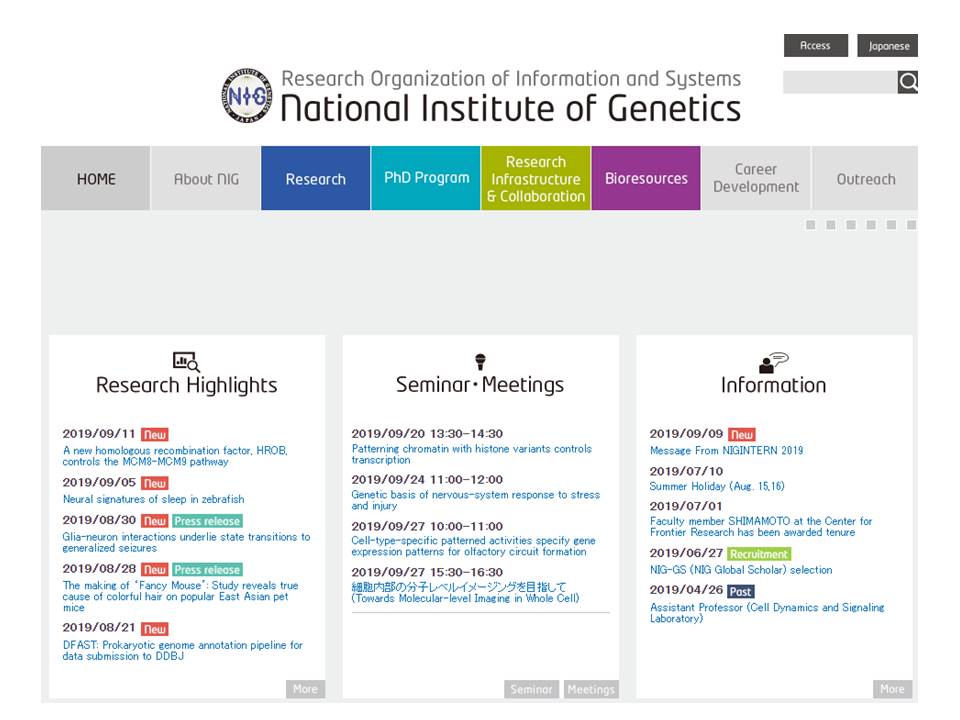 Access
Japanese
Research Organization of Information and Systems
National Institute of Genetics
NIG
HOME
About NIG
Research
PhD Program
Research
Infrastructure
& Collaboration
Bioresources
Career
Development
Outreach
Research Highlights
2019/09/11 New
A new homologous recombination factor, HROB,
controls the MCM8-MCM9 pathway
2019/09/05 New
Neural signatures of sleep in zebrafish
2019/08/30 New Press release
Glia-neuron interactions underlie state transitions to
generalized seizures
2019/08/28 New Press release
The making of "Fancy Mouse": Study reveals true
cause of colorful hair on popular East Asian pet
mice
2019/08/21 New
DFAST: Prokaryotic genome annotation pipeline for
data submission to DDBJ
More
Seminar・Meetings
2019/09/20 13:30-14:30
Patterning chromatin with histone variants controls
transcription
2019/09/24 11:00-12:00
Genetic basis of nervous-system response to stress
and injury
2019/09/27 10:00-11:00
Cell-type-specific patterned activities specify gene
expression patterns for olfactory circuit formation
2019/09/27 15:30-16:30
細胞内部の分子レベルイメージングを目指して
(Towards Molecular-level Imaging in Whole Cell)
Seminar
Meetings
Information
2019/09/09 New
Message From NIGINTERN 2019
2019/07/10
Summer Holiday (Aug. 15,16)
2019/07/01
Faculty member SHIMAMOTO at the Center for
Frontier Research has been awarded tenure
2019/06/27 Recruitment
NIG-GS (NIG Global Scholar) selection
2019/04/26 Past
Assistant Professor (Cell Dynamics and Signaling
Laboratory)
More